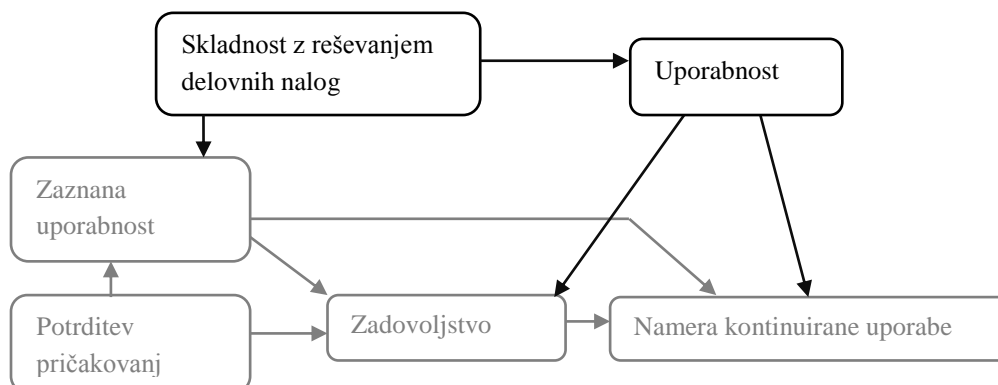 Skladnost z reševanjem
delovnih nalog
Uporabnost
Zaznana
uporabnost
Potrditev
pričakovanj
Zadovoljstvo
Namera kontinuirane uporabe